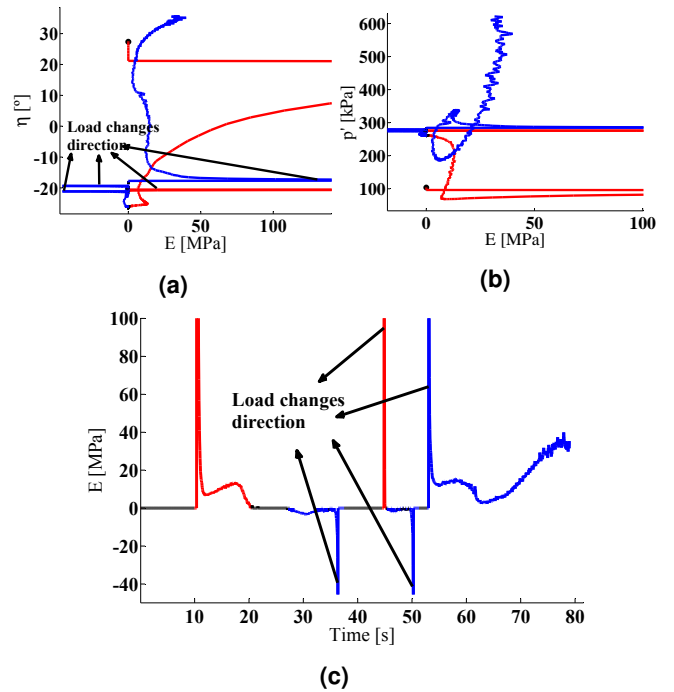 η [º]
30
20
10
0
-10
-20
Load changes
direction
0
50
100
E [MPa]
(a)
p' [kPa]
600
500
400
300
200
100
0
50
100
E [MPa]
(b)
E [MPa]
100
80
60
40
20
0
-20
-40
Load changes
direction
10
20
30
40
50
60
70
80
Time [s]
(c)